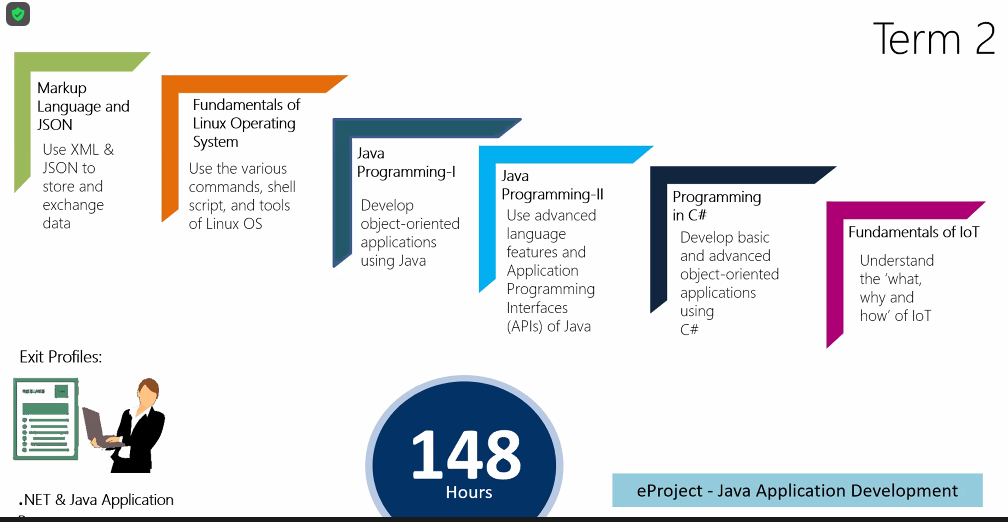 Term 2
Markup
Language and
JSON
Use XML &
JSON to
store and
exchange
data
Fundamentals of
Linux Operating
System
Use the various
commands, shell
script, and tools
of Linux OS
Java
Programming-I
Develop
object-oriented
applications
using Java
Java
Programming-II
Use advanced
language
features and
Application
Programming
Interfaces
(APIs) of Java
Programming
in C#
Develop basic
and advanced
object-oriented
applications
using
C#
Fundamentals of IoT
Understand
the ‘what,
why and
how’ of IoT
Exit Profiles:
.NET & Java Application
148
Hours
eProject - Java Application Development